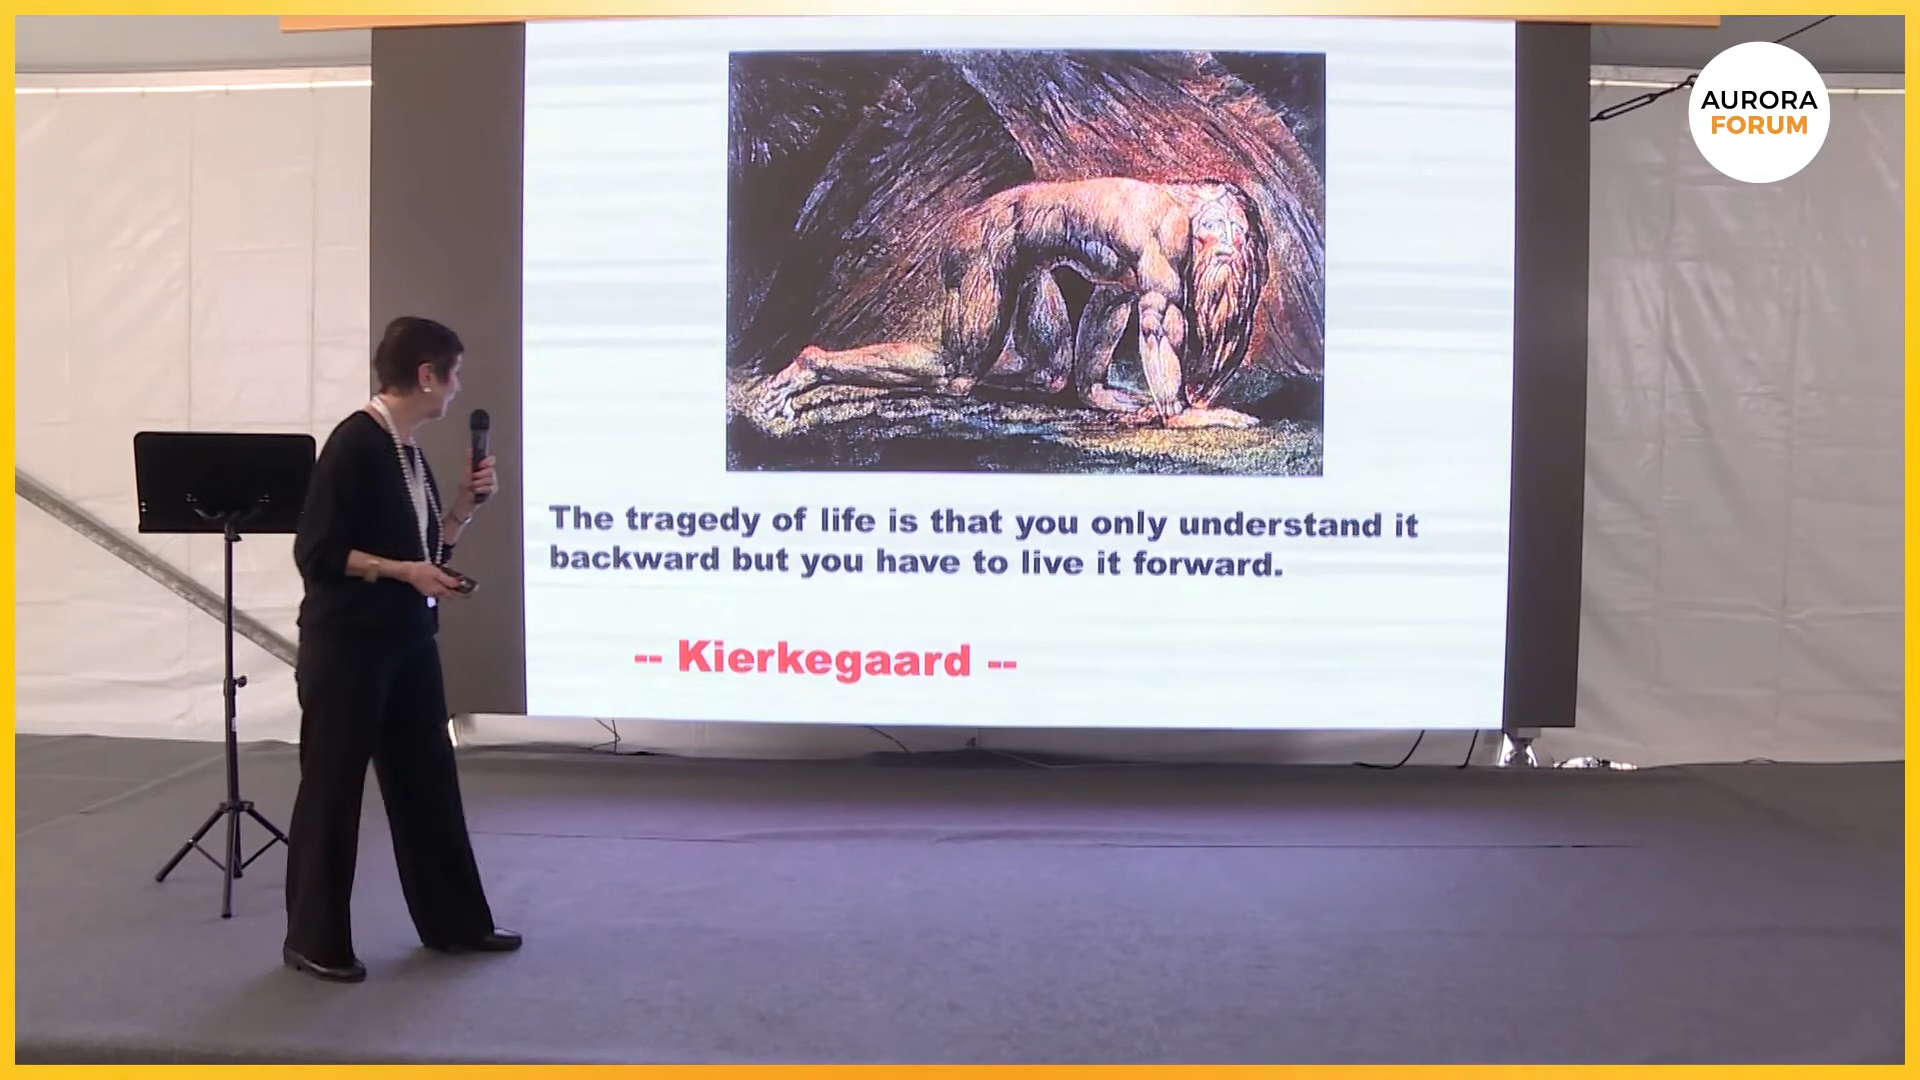 AURORA
FORUM
The tragedy of life is that you only understand it
backward but you have to live it forward.
-- Kierkegaard --